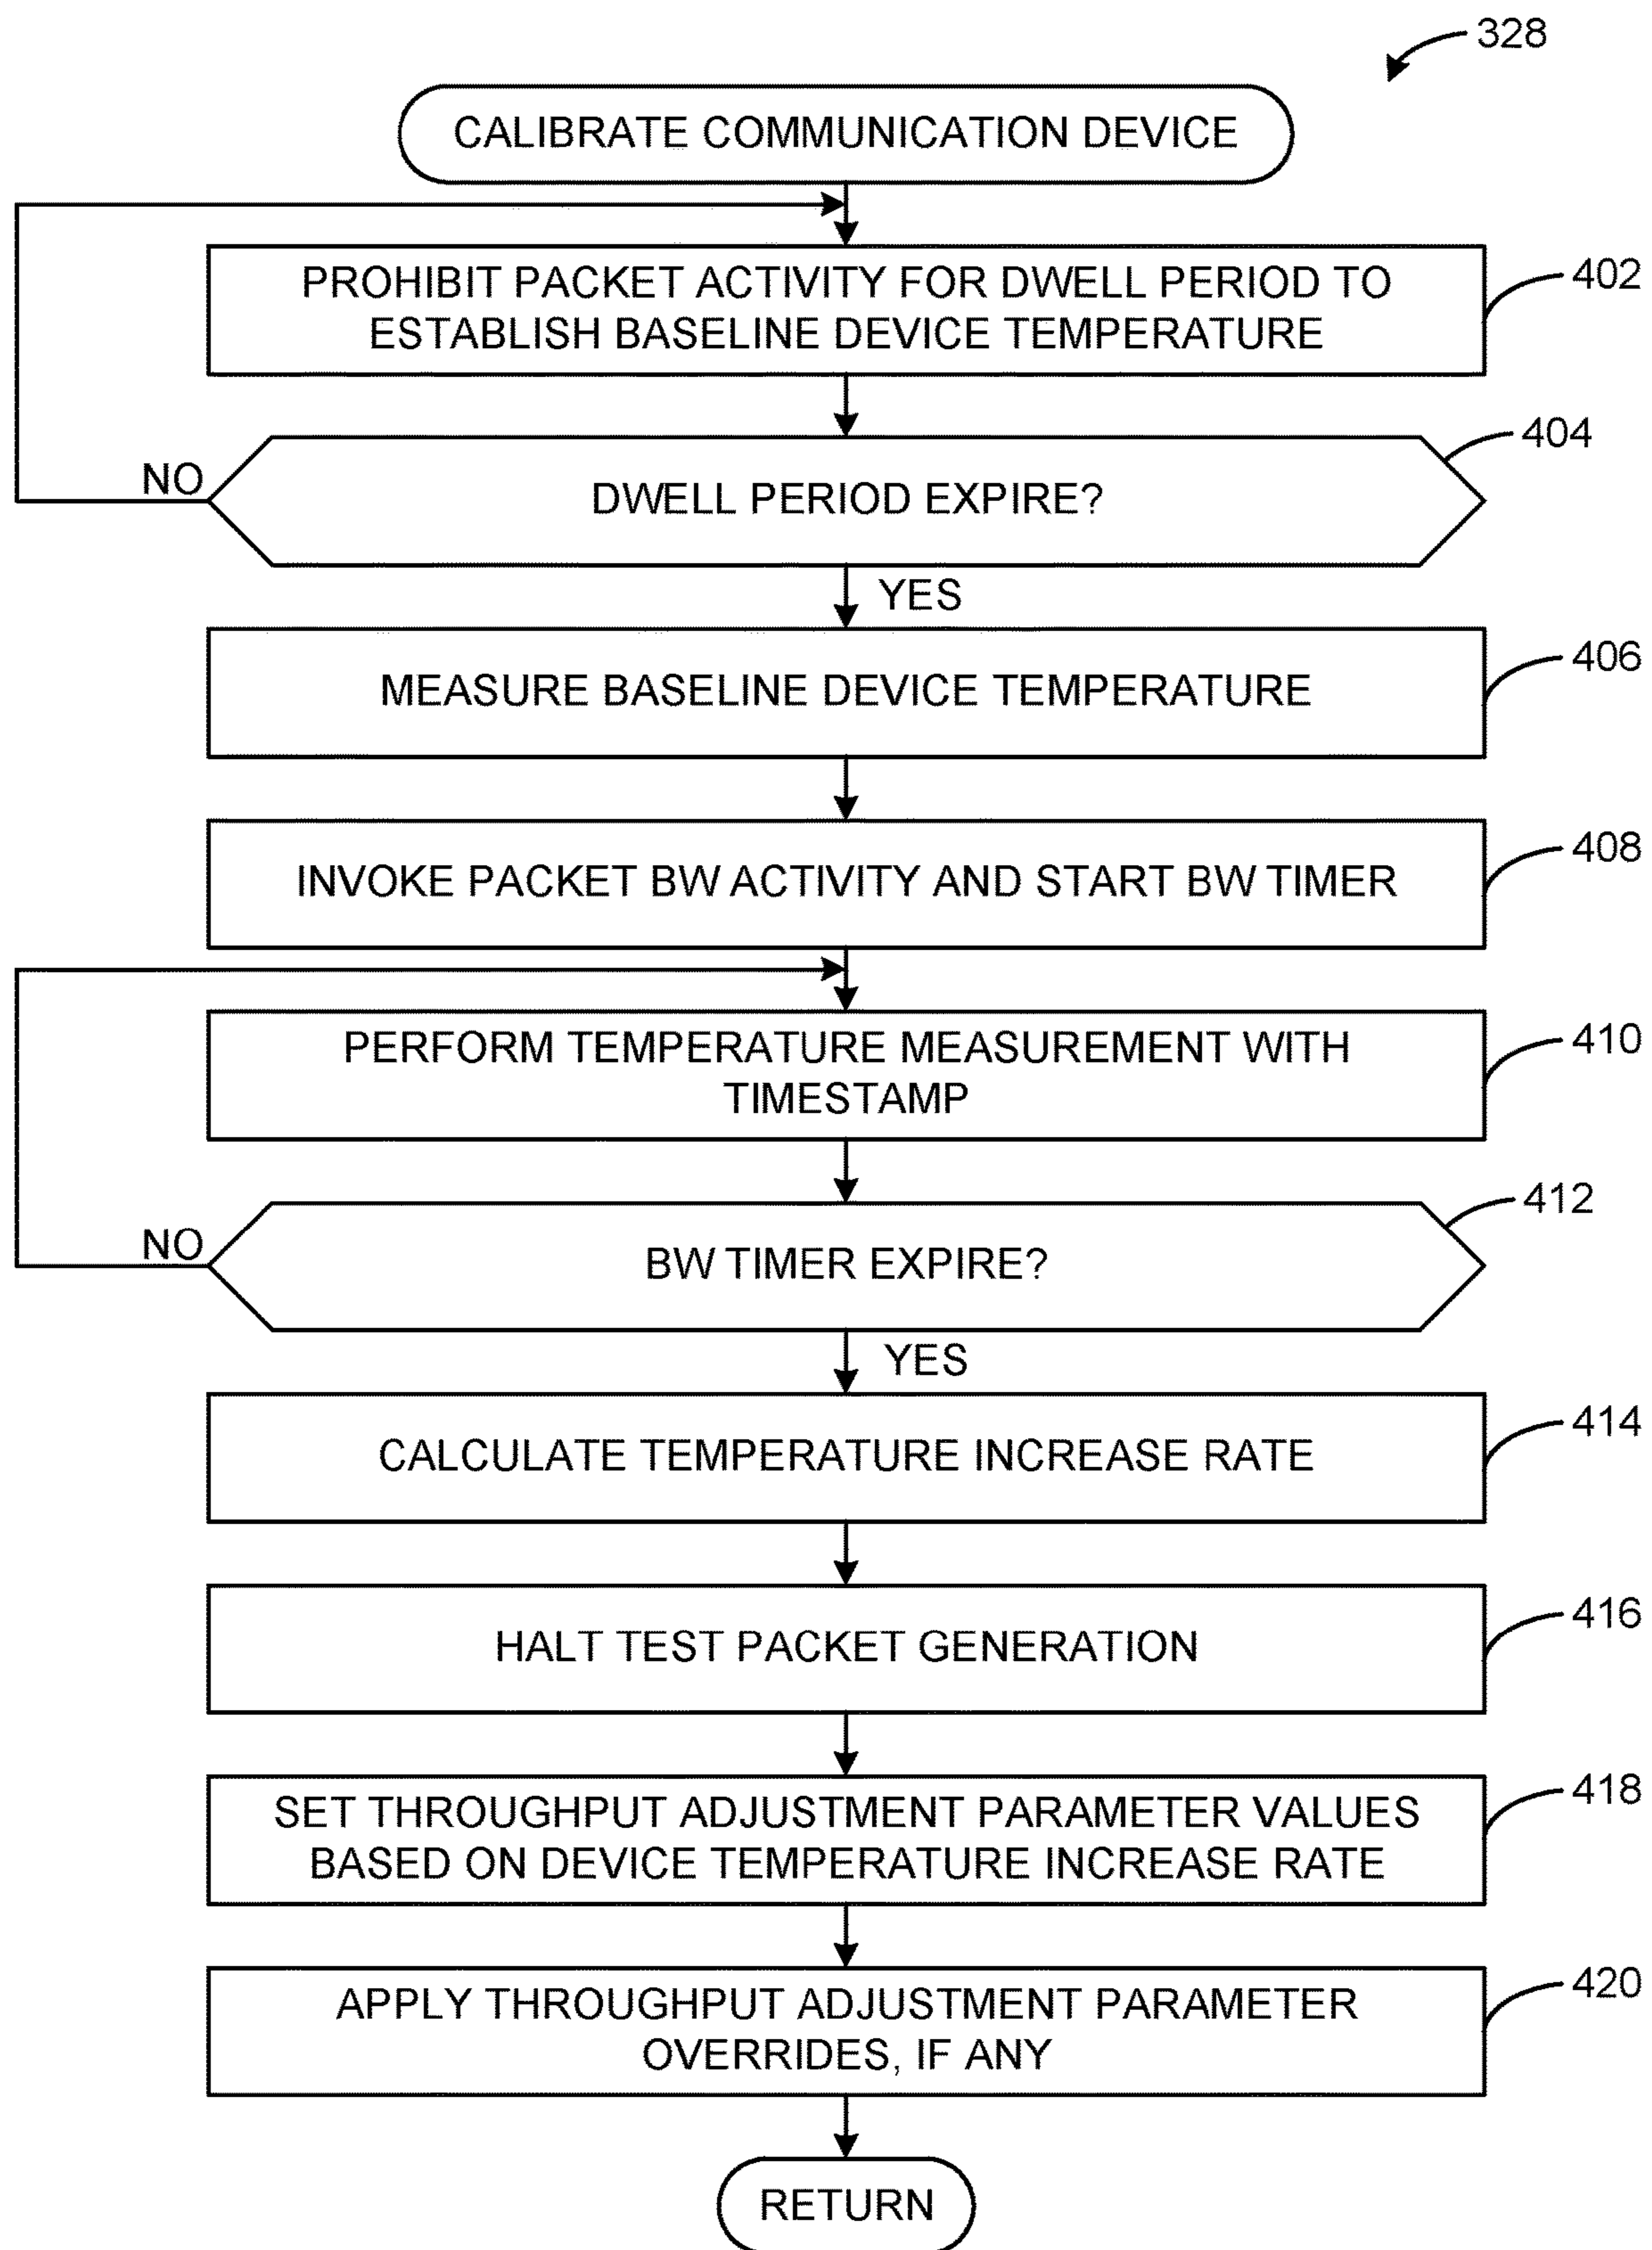 328
CALIBRATE COMMUNICATION DEVICE
PROHIBIT PACKET ACTIVITY FOR DWELL PERIOD TO
ESTABLISH BASELINE DEVICE TEMPERATURE
402
404
NO
DWELL PERIOD EXPIRE?
YES
MEASURE BASELINE DEVICE TEMPERATURE
406
INVOKE PACKET BW ACTIVITY AND START BW TIMER
408
PERFORM TEMPERATURE MEASUREMENT WITH
TIMESTAMP
410
412
NO
BW TIMER EXPIRE?
YES
CALCULATE TEMPERATURE INCREASE RATE
414
HALT TEST PACKET GENERATION
416
SET THROUGHPUT ADJUSTMENT PARAMETER VALUES
BASED ON DEVICE TEMPERATURE INCREASE RATE
418
APPLY THROUGHPUT ADJUSTMENT PARAMETER
OVERRIDES, IF ANY
420
RETURN